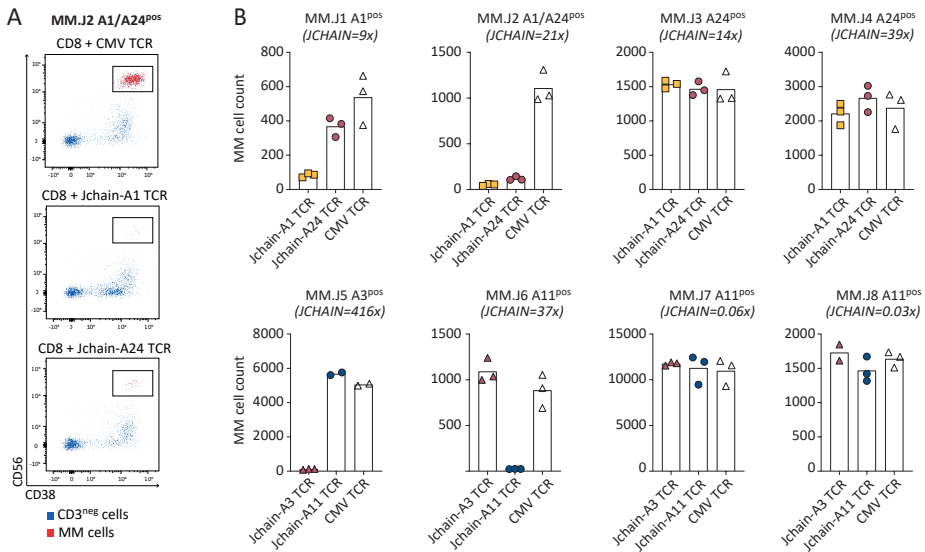 A
MM.J2 A1/A24pos
CD8 + CMV TCR
CD8 + Jchain-A1 TCR
CD8 + Jchain-A24 TCR
CD56
CD38
CD3neg cells
MM cells
B
MM.J1 A1pos
(JCHAIN=9x)
MM cell count
800
600
400
200
0
Jchain-A1 TCR
Jchain-A24 TCR
CMV TCR
MM.J2 A1/A24pos
(JCHAIN=21x)
1500
1000
500
0
Jchain-A1 TCR
Jchain-A24 TCR
CMV TCR
MM.J3 A24pos
(JCHAIN=14x)
2000
1500
1000
500
0
Jchain-A1 TCR
Jchain-A24 TCR
CMV TCR
MM.J4 A24pos
(JCHAIN=39x)
4000
3000
2000
1000
0
Jchain-A1 TCR
Jchain-A24 TCR
CMV TCR
MM.J5 A3pos
(JCHAIN=416x)
MM cell count
8000
6000
4000
2000
0
Jchain-A3 TCR
Jchain-A11 TCR
CMV TCR
MM.J6 A11pos
(JCHAIN=37x)
1500
1000
500
0
Jchain-A3 TCR
Jchain-A11 TCR
CMV TCR
MM.J7 A11pos
(JCHAIN=0.06x)
15000
10000
5000
0
Jchain-A3 TCR
Jchain-A11 TCR
CMV TCR
MM.J8 A11pos
(JCHAIN=0.03x)
2000
1500
1000
500
0
Jchain-A3 TCR
Jchain-A11 TCR
CMV TCR